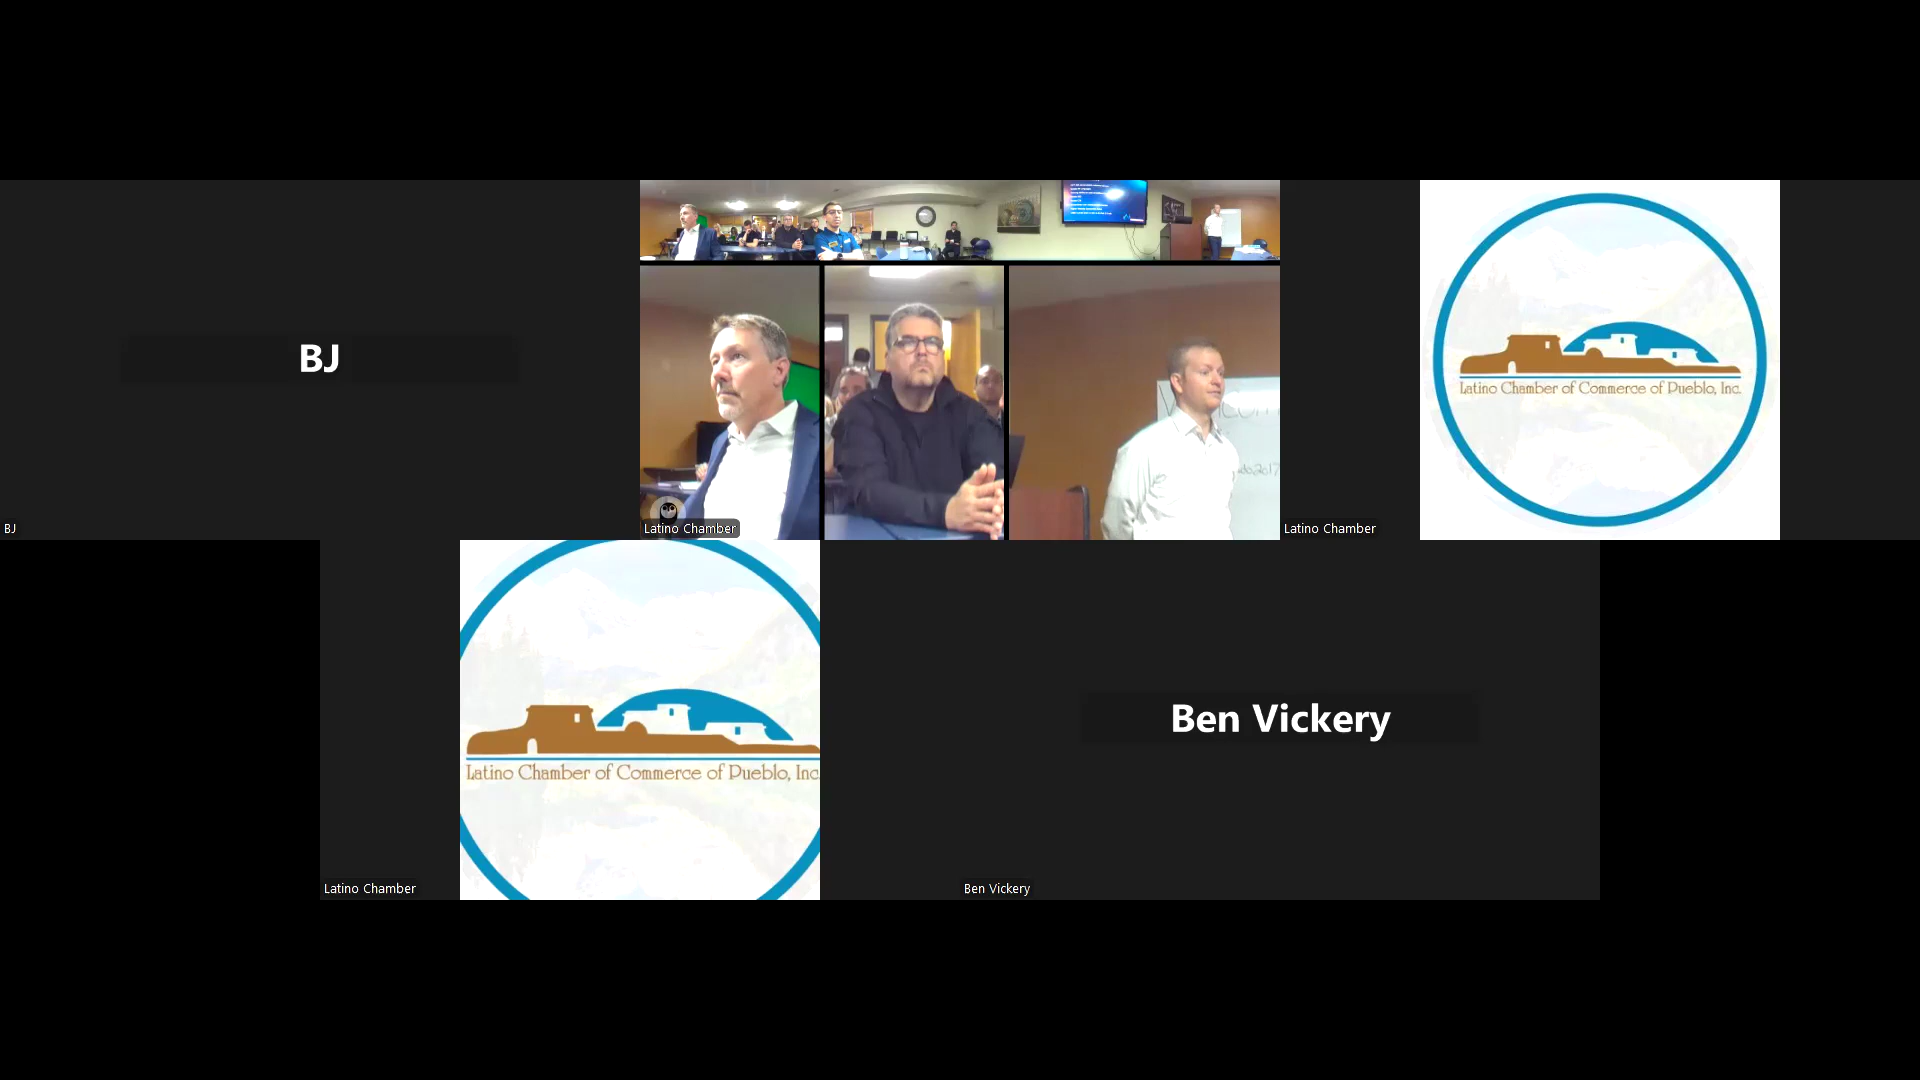 BJ
BJ
Latino Chamber
Latino Chamber
Latino Chamber of Commerce of Pueblo, Inc.
Latino Chamber of Commerce of Pueblo, Inc
Latino Chamber
Ben Vickery
Ben Vickery